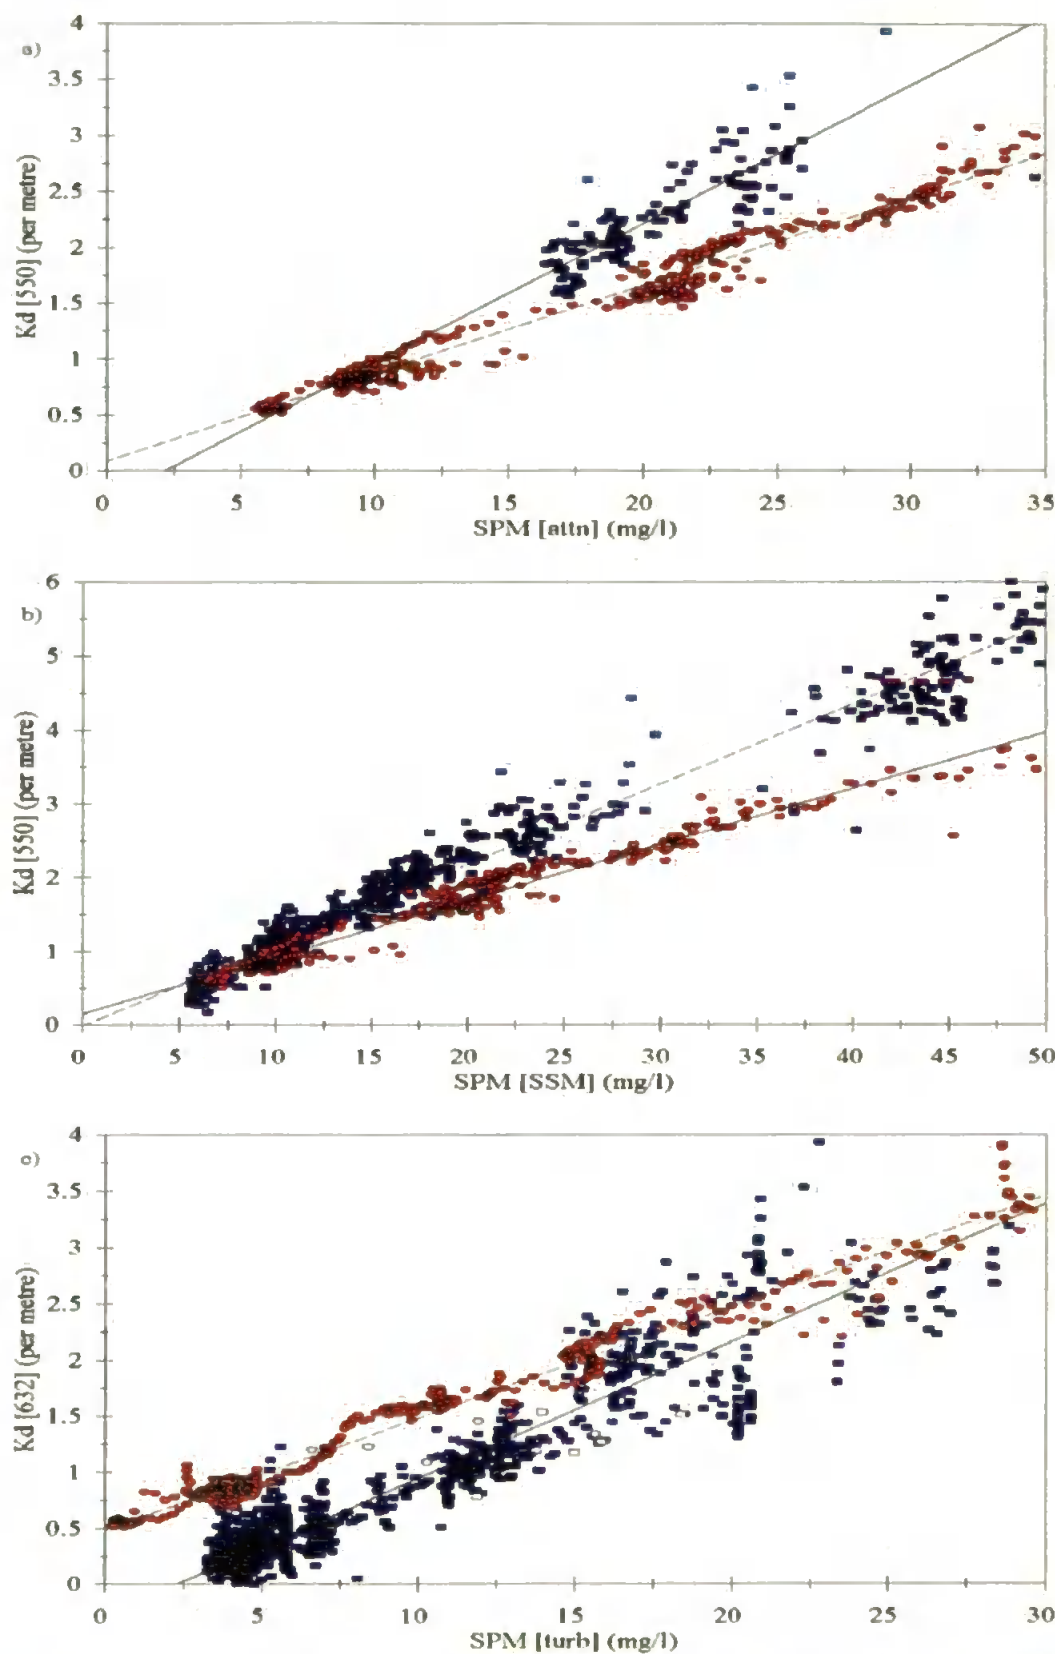 a)
4
3.5
3
2.5
2
1.5
1
0.5
0
Kd [550] (per metre)
0 5 10 15 20 25 30 35
SPM [attn] (mg/l)
b)
6
5
4
3
2
1
0
Kd [550] (per metre)
0 5 10 15 20 25 30 35 40 45 50
SPM [SSM] (mg/l)
c)
4
3.5
3
2.5
2
1.5
1
0.5
0
Kd [632] (per metre)
0 5 10 15 20 25 30
SPM [turb] (mg/l)